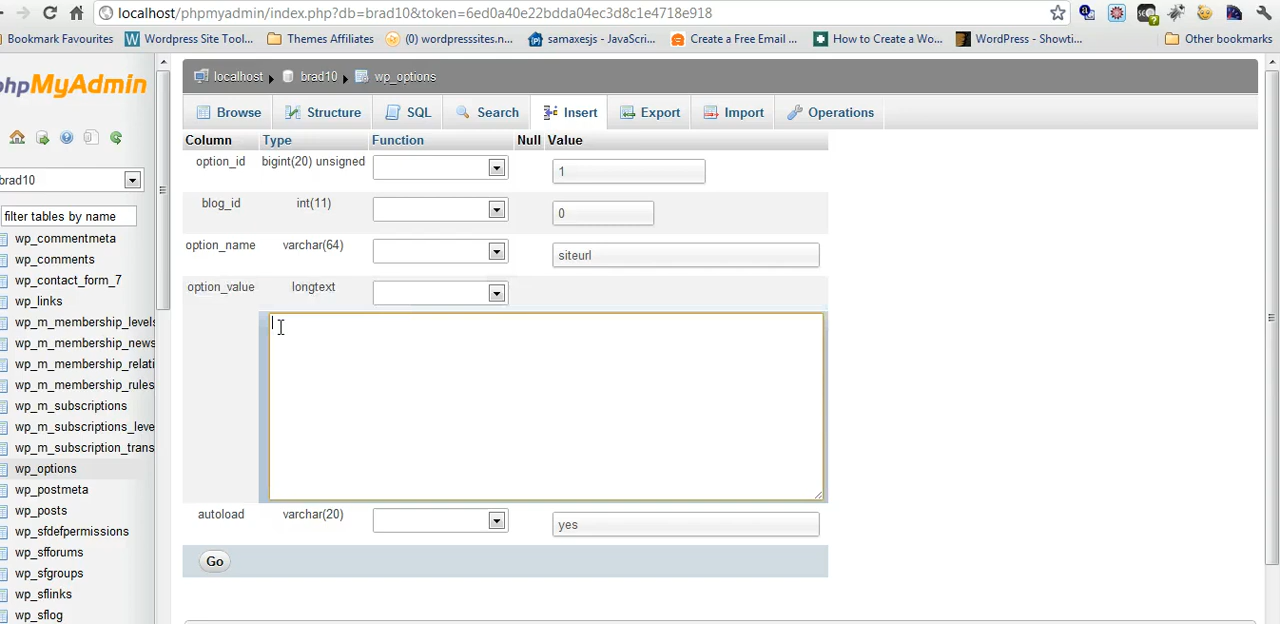 localhost/phpmyadmin/index.php?db=brad10&token=6ed0a40e22bdda04ec3d8c1e4718e918
Bookmark Favourites Wordpress Site Tool... Themes Affiliates (0) wordpresssites.n... samaxesjs - JavaScri... Create a Free Email ... How to Create a Wo... WordPress - Showti... Other bookmarks
phpMyAdmin
localhost brad10 wp_options
Browse Structure SQL Search Insert Export Import Operations
Column Type Function Null Value
option_id bigint(20) unsigned 1
blog_id int(11) 0
option_name varchar(64) siteurl
option_value longtext
autoload varchar(20) yes
Go
brad10
filter tables by name
wp_commentmeta
wp_comments
wp_contact_form_7
wp_links
wp_m_membership_levels
wp_m_membership_news
wp_m_membership_relati
wp_m_membership_rules
wp_m_subscriptions
wp_m_subscriptions_leve
wp_m_subscription_trans
wp_options
wp_postmeta
wp_posts
wp_sfdefpermissions
wp_sfforums
wp_sfgroups
wp_sflinks
wp_sflog